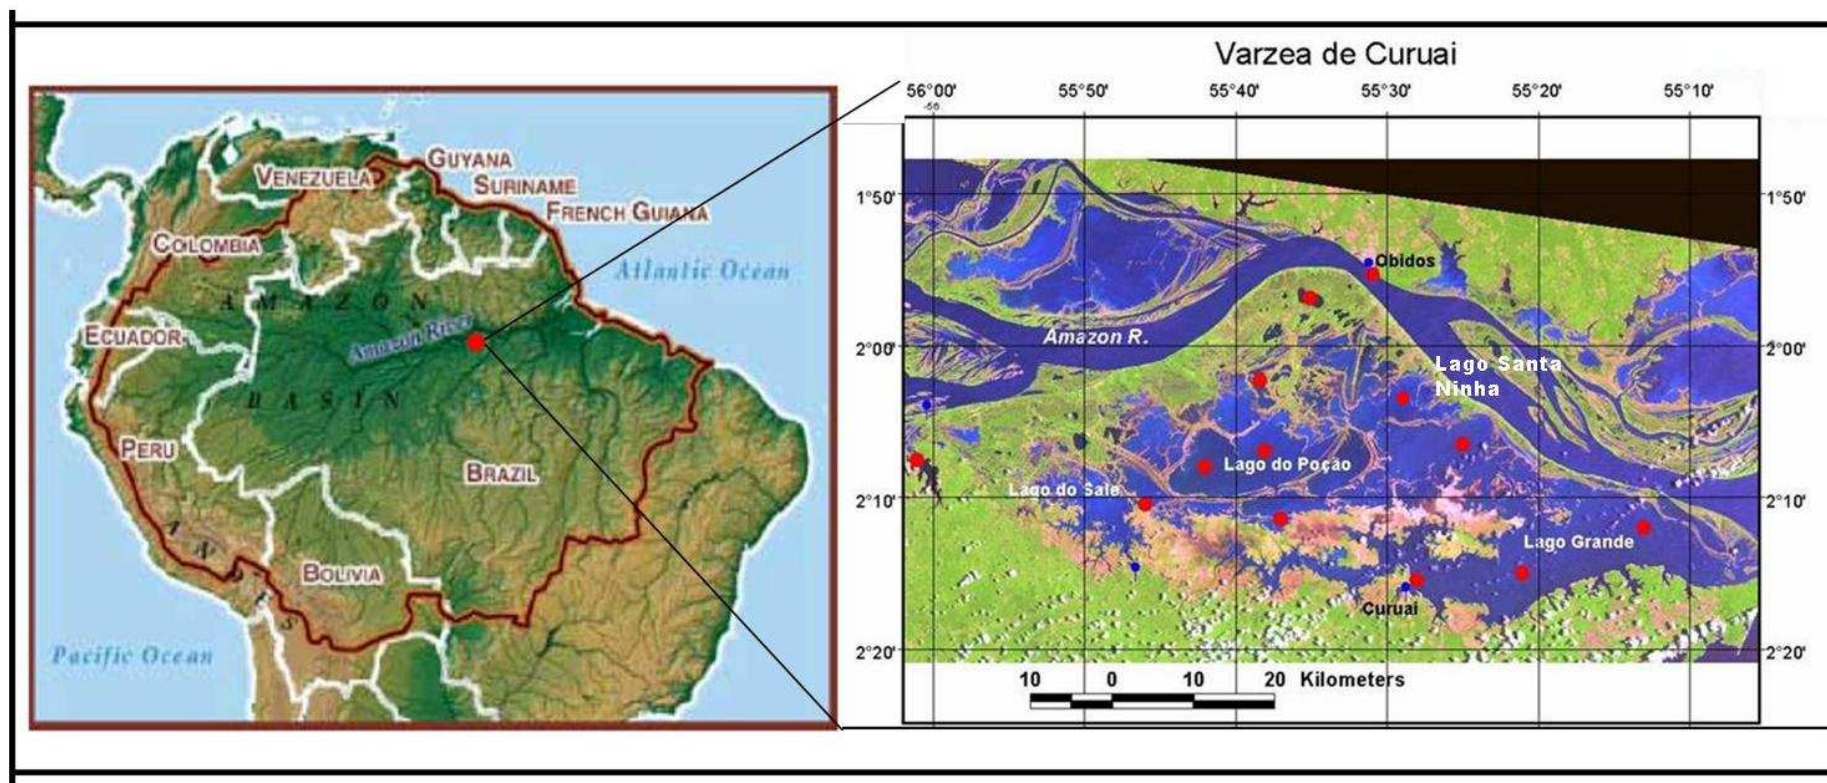 Varzea de Curuai
56°00' 55°50' 55°40' 55°30' 55°20' 55°10'
-56
GUYANA
VENEZUELA
SURINAME
FRENCH GUIANA
COLOMBIA
Atlantic Ocean
AMAZON
Amazon River
ECUADOR
BASIN
PERU
BRAZIL
BOLIVIA
Pacific Ocean
1°50' 1°50'
Obidos
Amazon R.
2°00' 2°00'
Lago Santa
Ninha
Lago do Poção
Lago do Sale
2°10' 2°10'
Lago Grande
Curuai
2°20' 2°20'
10 0 10 20 Kilometers